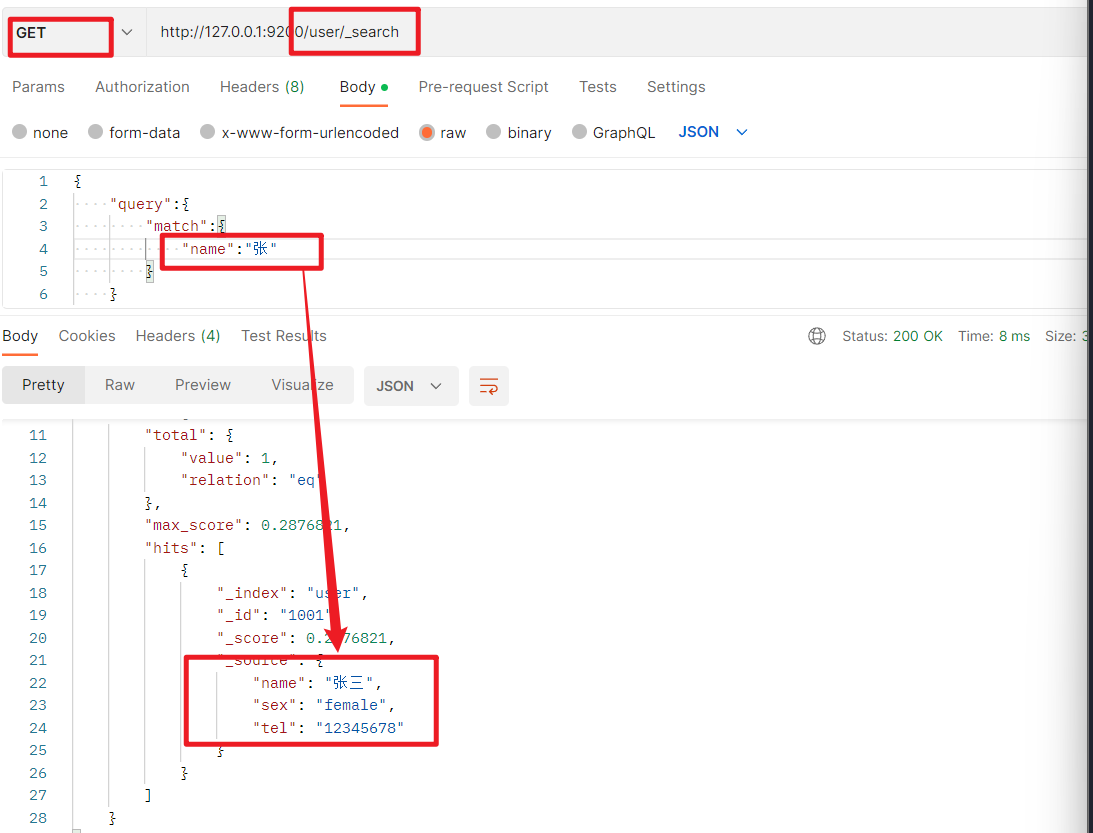 GET http://127.0.0.1:9200/user/_search
Params Authorization Headers (8) Body Pre-request Script Tests Settings
none form-data x-www-form-urlencoded raw binary GraphQL JSON
1 {
2 "query":{
3 "match":{
4 "name":"张"
5 }
6 }
Body Cookies Headers (4) Test Results Status: 200 OK Time: 8 ms Size:
Pretty Raw Preview Visualize JSON
11 "total": {
12 "value": 1,
13 "relation": "eq"
14 },
15 "max_score": 0.2876821,
16 "hits": [
17 {
18 "_index": "user",
19 "_id": "1001"
20 "_score": 0.2876821,
21 "_source": {
22 "name": "张三",
23 "sex": "female",
24 "tel": "12345678"
25 }
26 }
27 ]
28 }